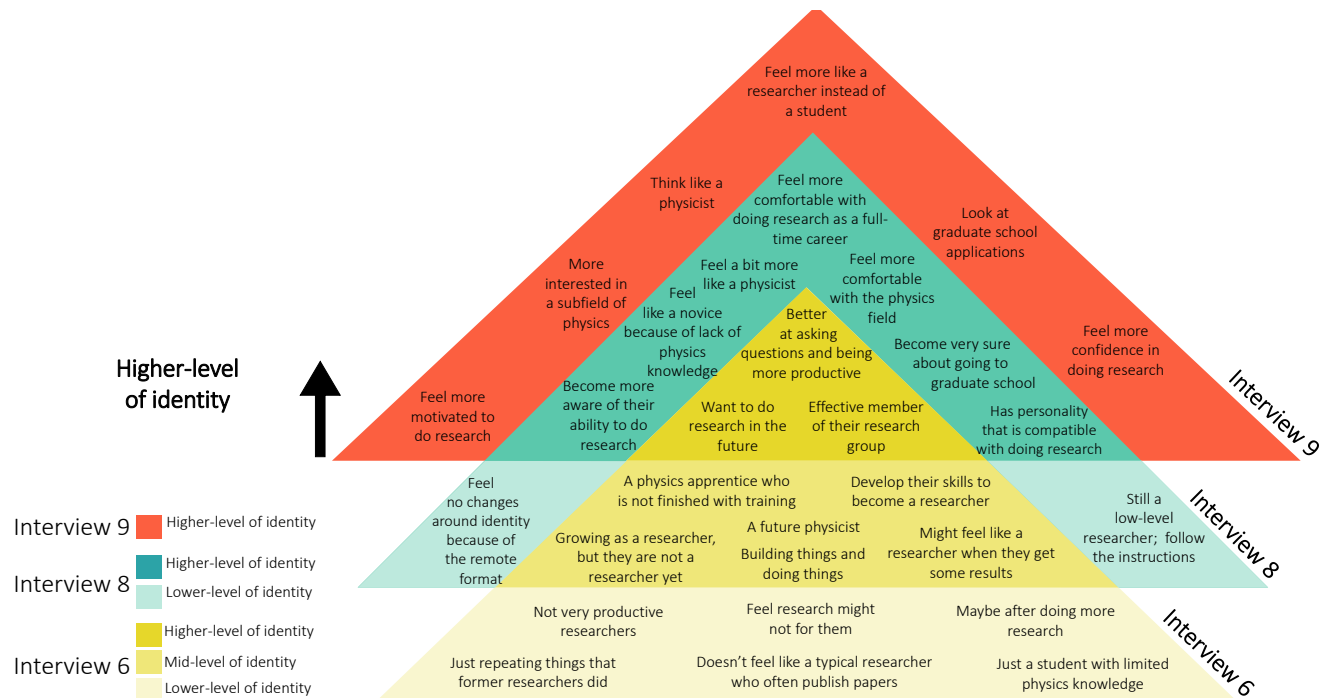 Feel more like a
researcher instead of
a student
Think like a
physicist
Look at
graduate school
applications
More
interested in
a subfield of
physics
Feel more
confidence in
doing research
Feel more
motivated to
do research
Interview 9
Feel more
comfortable with
doing research as a full-
time career
Feel a bit more
like a physicist
Feel more
comfortable
with the physics
field
Feel
like a novice
because of lack of
physics
knowledge
Become very sure
about going to
graduate school
Become more
aware of their
ability to do
research
Has personality
that is compatible
with doing research
Feel
no changes
around identity
because of
the remote
format
Still a
low-level
researcher; follow
the instructions
Interview 8
Better
at asking
questions and being
more productive
Want to do
research in the
future
Effective member
of their research
group
A physics apprentice who
is not finished with training
Develop their skills to
become a researcher
Growing as a researcher,
but they are not a
researcher yet
A future physicist
Building things and
doing things
Might feel like a
researcher when they get
some results
Not very productive
researchers
Feel research might
not for them
Maybe after doing more
research
Just repeating things that
former researchers did
Doesn’t feel like a typical researcher
who often publish papers
Just a student with limited
physics knowledge
Interview 6
Higher-level
of identity
Interview 9
Higher-level of identity
Interview 8
Higher-level of identity
Lower-level of identity
Interview 6
Higher-level of identity
Mid-level of identity
Lower-level of identity